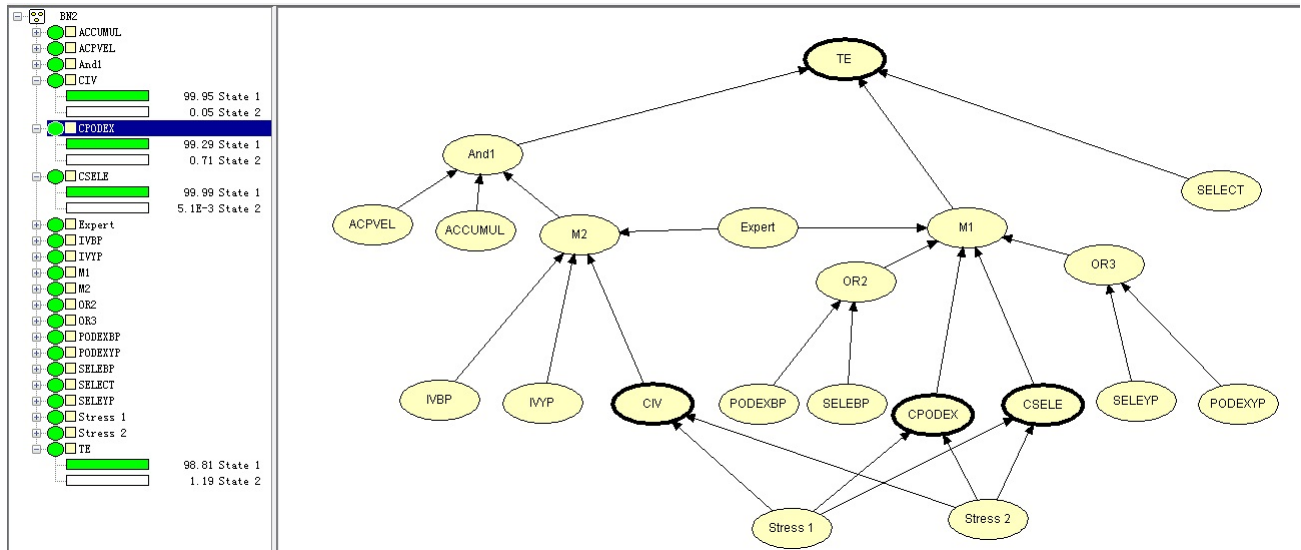 BN2
ACCUMUL
ACPVEL
And1
CIV
99.95 State 1
0.05 State 2
CPODEX
99.29 State 1
0.71 State 2
CSELE
99.99 State 1
5.1E-3 State 2
Expert
IVBP
IVYP
M1
M2
OR2
OR3
PODEXBP
PODEXYP
SELEBP
SELECT
SELEYP
Stress 1
Stress 2
TE
98.81 State 1
1.19 State 2
TE
And1
SELECT
ACPVEL
ACCUMUL
M2
Expert
M1
OR2
OR3
IVBP
IVYP
CIV
PODEXBP
SELEBP
CPODEX
CSELE
SELEYP
PODEXYP
Stress 1
Stress 2